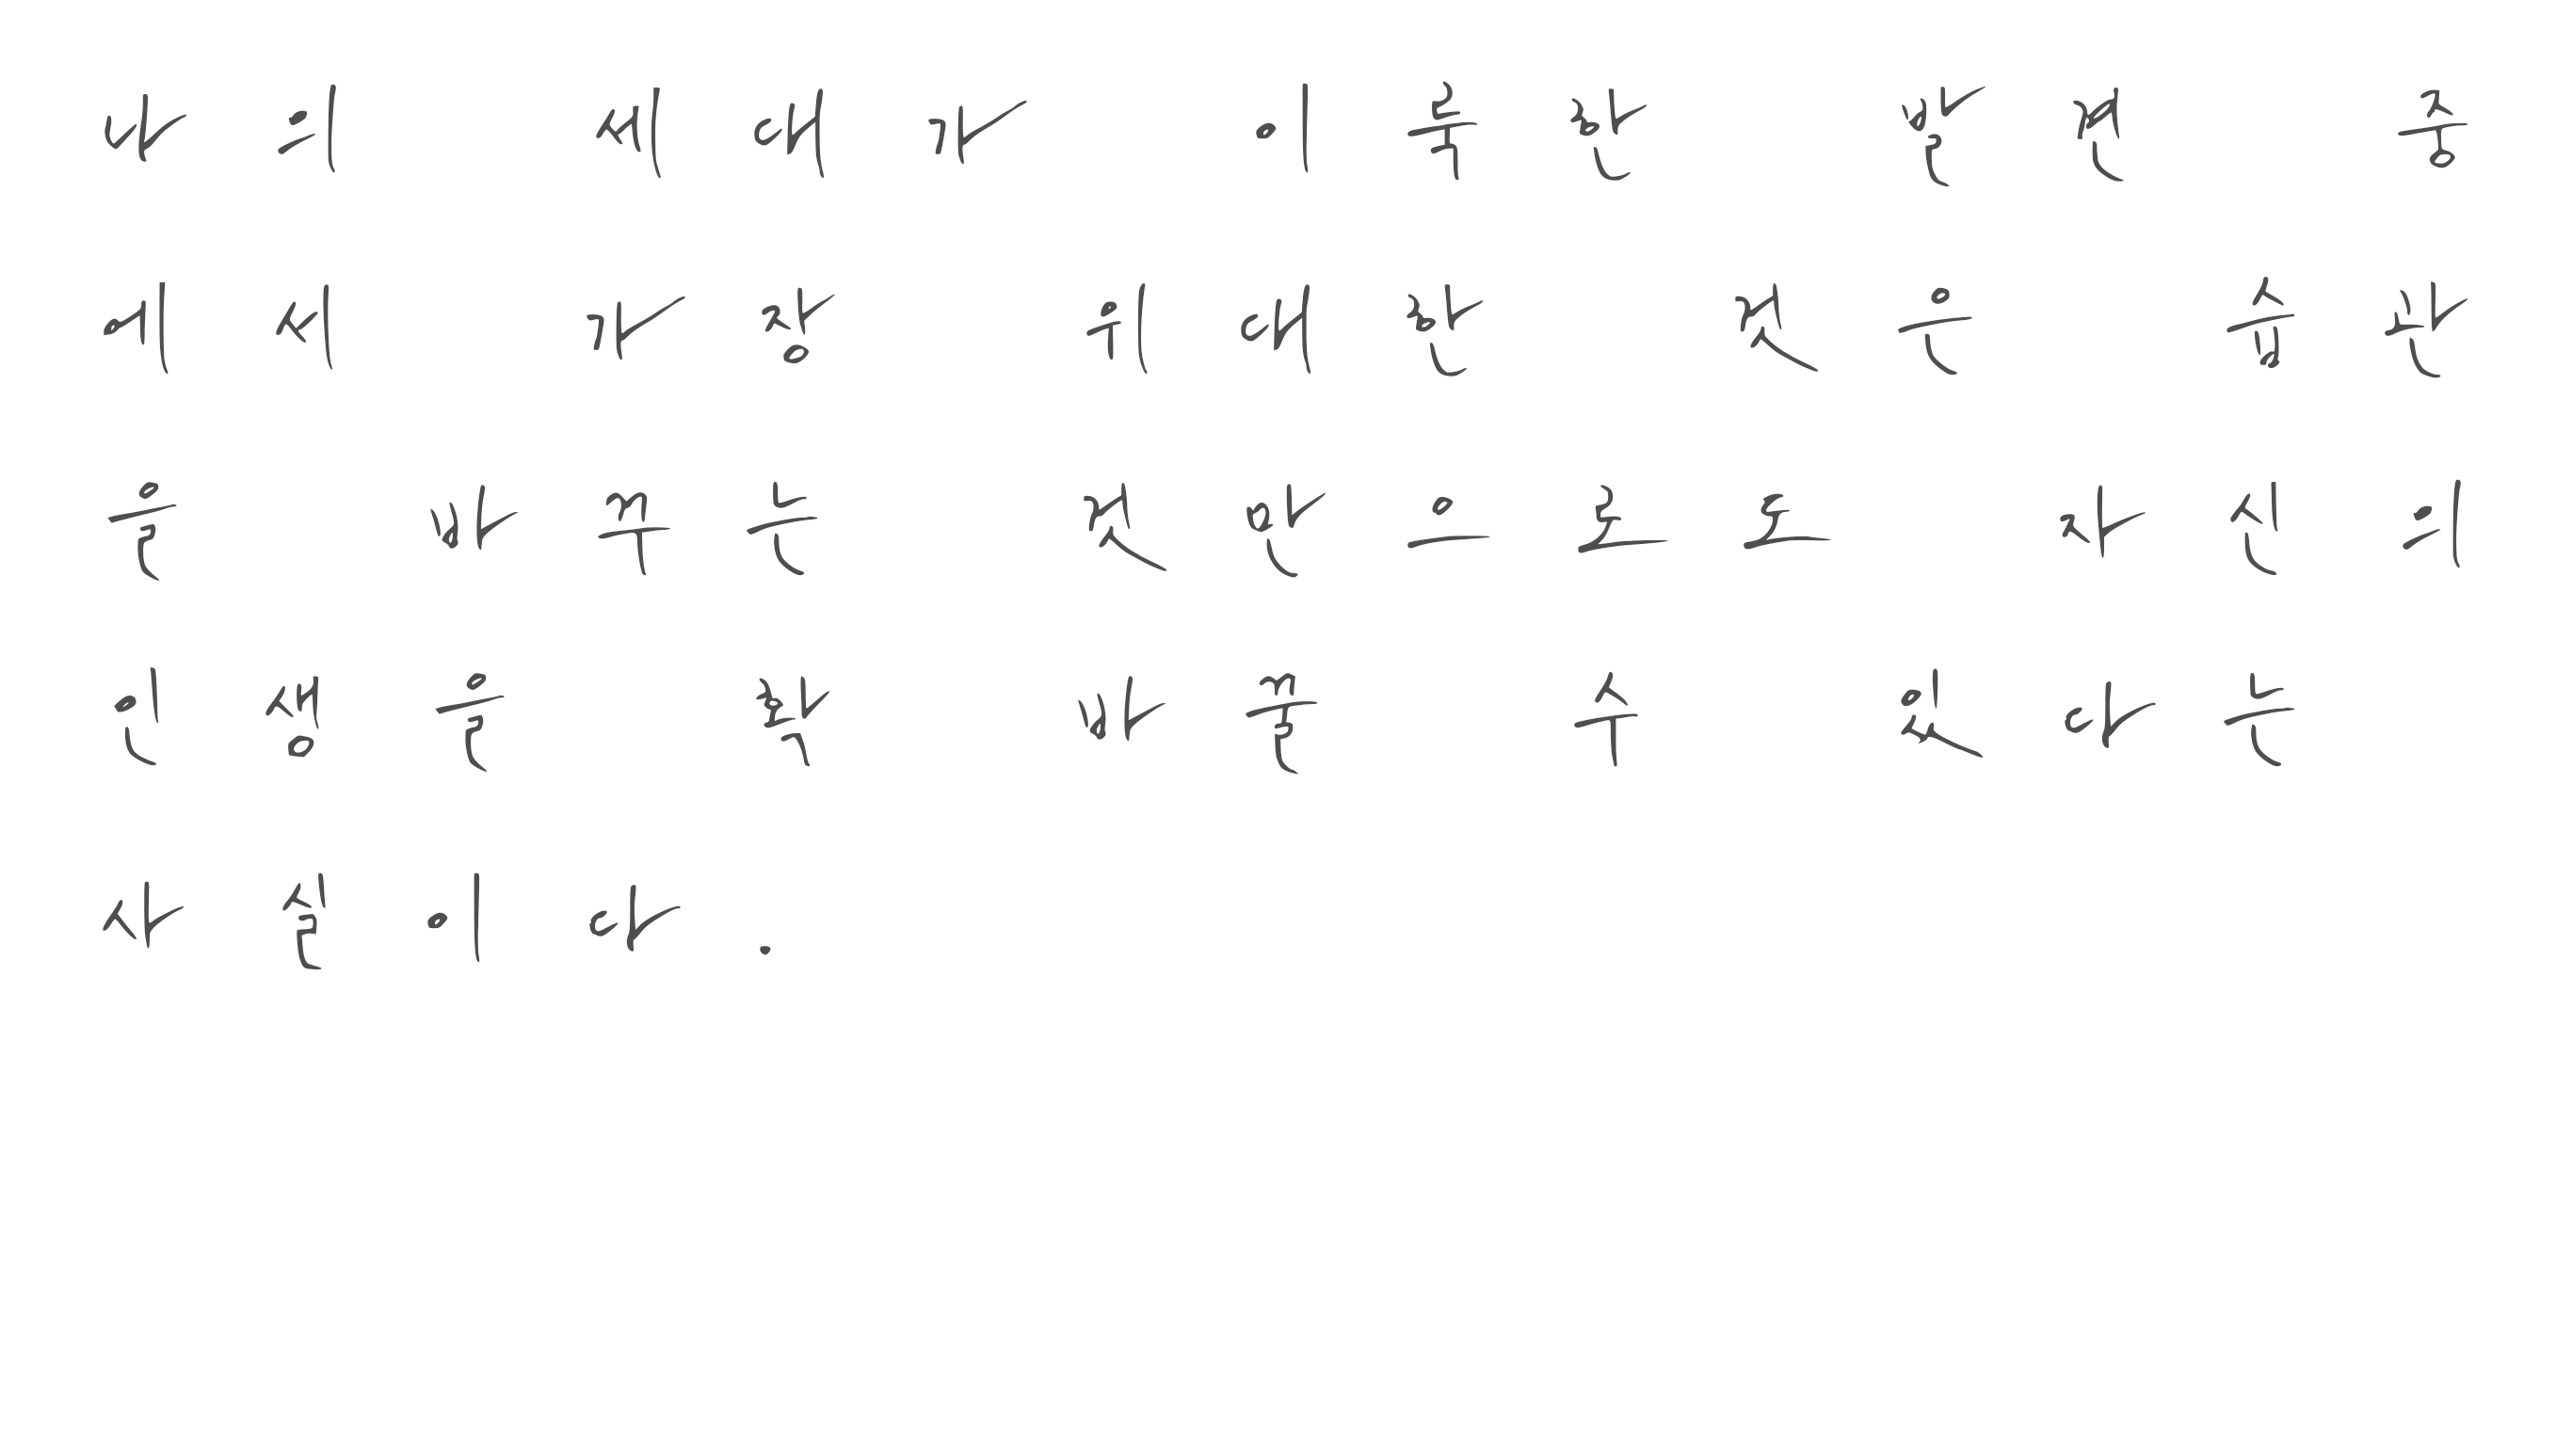 나의 세대가 이룩한 발견 중
에서 가장 위대한 것은 습관
을 바꾸는 것만으로도 자신의
인생을 확 바꿀 수 있다는
사실이다.